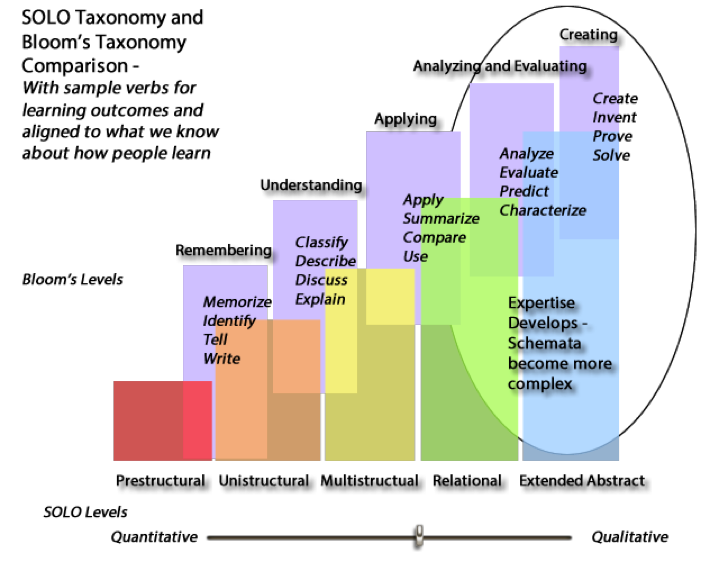 SOLO Taxonomy and
Bloom's Taxonomy
Comparison -
With sample verbs for
learning outcomes and
aligned to what we know
about how people learn
Creating
Analyzing and Evaluating
Create
Invent
Prove
Solve
Applying
Analyze
Evaluate
Predict
Characterize
Understanding
Apply
Summarize
Compare
Use
Remembering
Classify
Describe
Discuss
Explain
Bloom's Levels
Memorize
Identify
Tell
Write
Expertise
Develops -
Schemata
become more
complex
Prestructural Unistructural Multistructual Relational Extended Abstract
SOLO Levels
Quantitative Qualitative